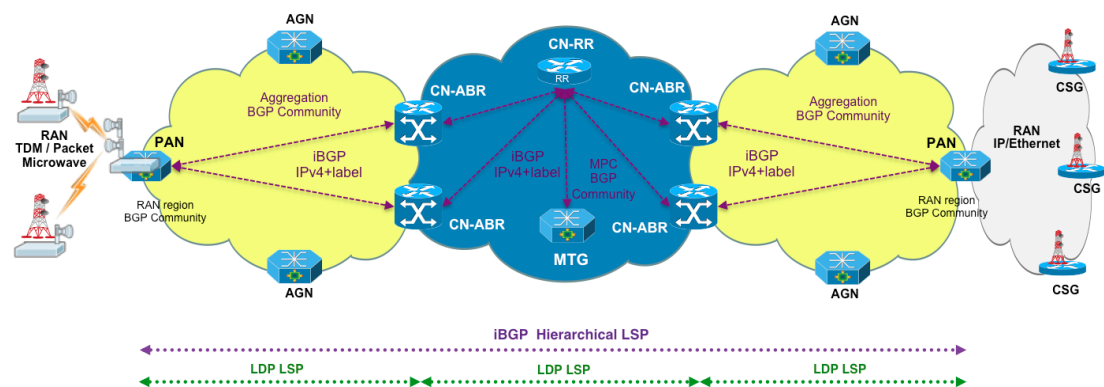 AGN
AGN
CN-RR
RR
CN-ABR
CN-ABR
CSG
Aggregation
BGP Community
Aggregation
BGP Community
RAN
TDM / Packet
Microwave
PAN
PAN
RAN
IP/Ethernet
iBGP
IPv4+label
iBGP
IPv4+label
MPC
BGP
Community
iBGP
IPv4+label
CSG
RAN region
BGP Community
RAN region
BGP Community
CN-ABR
CN-ABR
MTG
AGN
AGN
CSG
iBGP Hierarchical LSP
LDP LSP
LDP LSP
LDP LSP